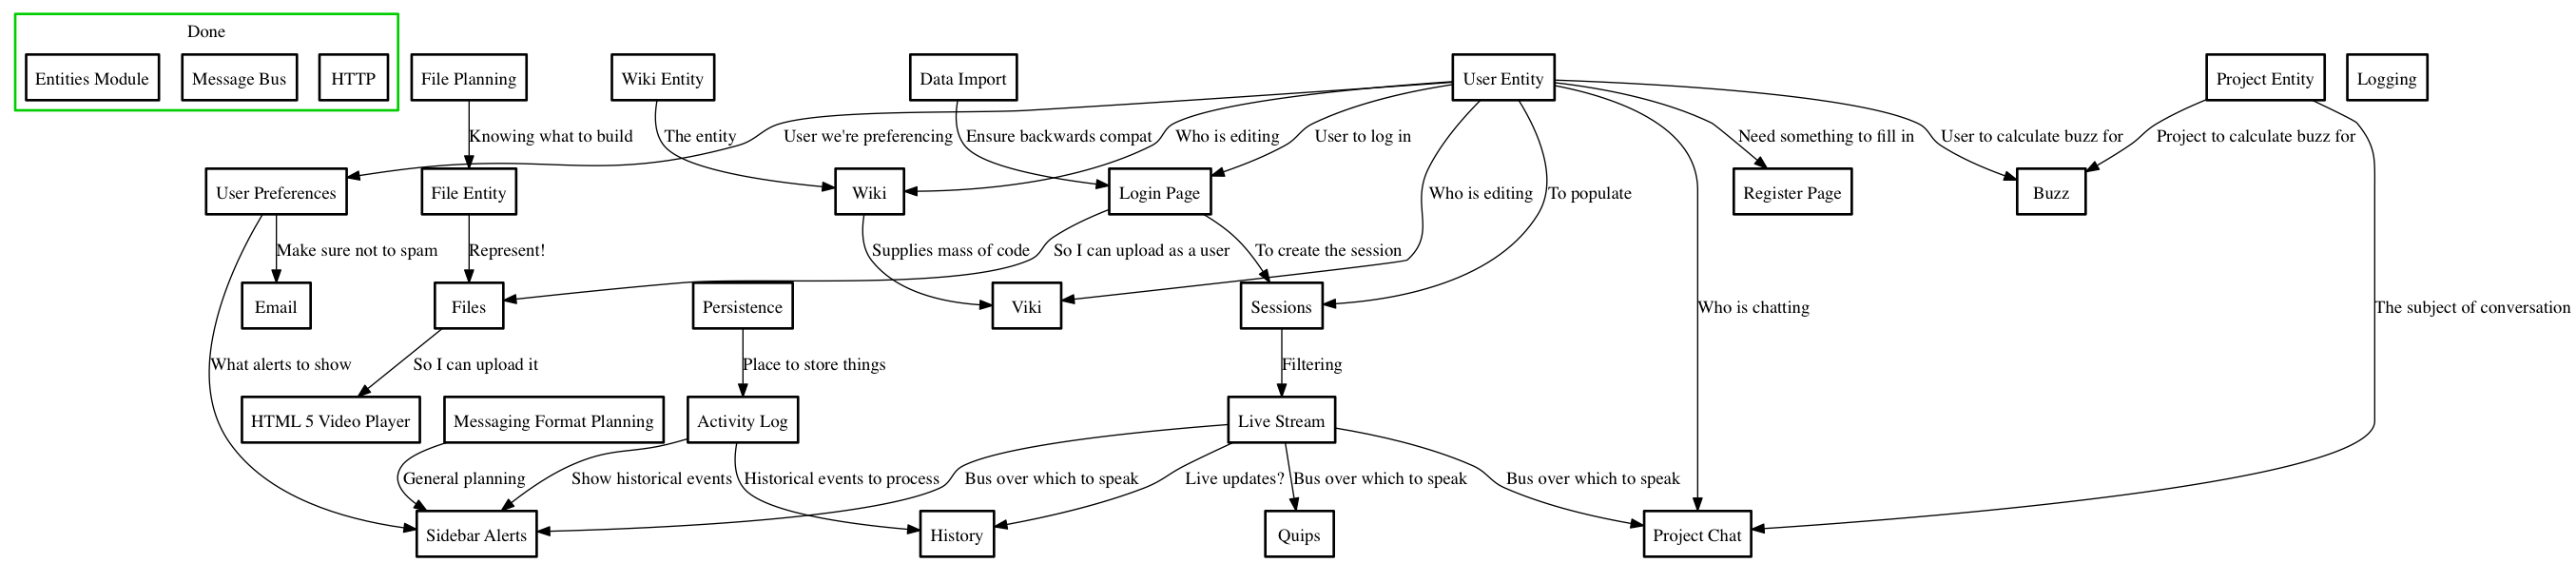 Done
Entities Module
Message Bus
HTTP
File Planning
Wiki Entity
Data Import
User Entity
Project Entity
Logging
Knowing what to build
The entity
User we're preferencing
Ensure backwards compat
Who is editing
User to log in
Need something to fill in
User to calculate buzz for
Project to calculate buzz for
User Preferences
File Entity
Wiki
Login Page
Who is editing
To populate
Register Page
Buzz
Make sure not to spam
Represent!
Supplies mass of code
So I can upload as a user
To create the session
Email
Files
Persistence
Viki
Sessions
Who is chatting
The subject of conversation
What alerts to show
So I can upload it
Place to store things
Filtering
HTML 5 Video Player
Messaging Format Planning
Activity Log
Live Stream
General planning
Show historical events
Historical events to process
Bus over which to speak
Live updates?
Bus over which to speak
Bus over which to speak
Sidebar Alerts
History
Quips
Project Chat